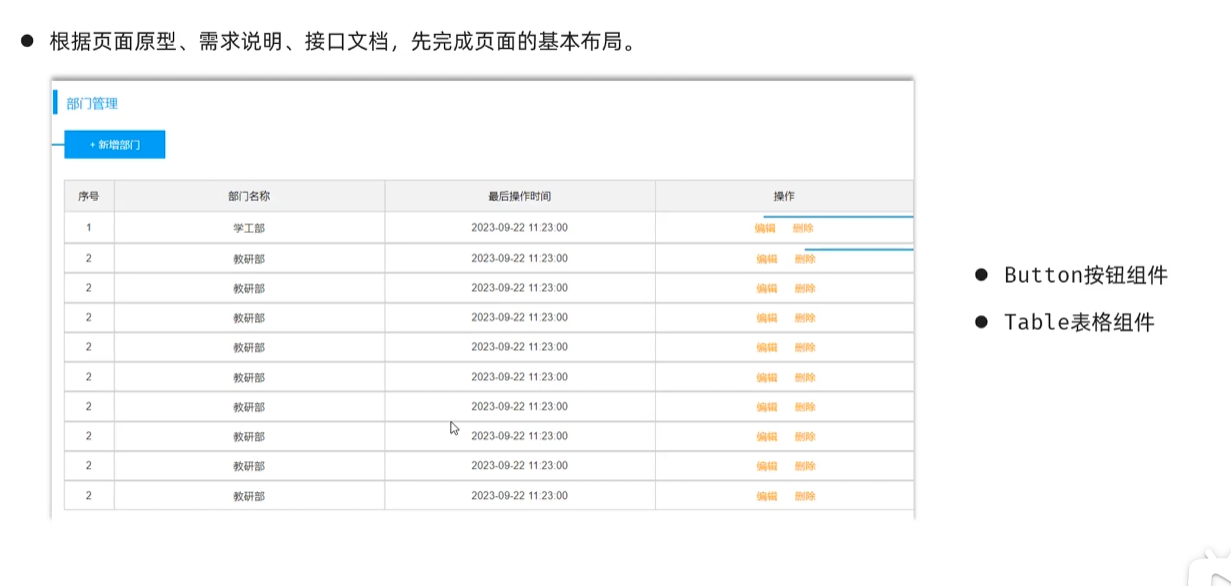 ● 根据页面原型、需求说明、接口文档，先完成页面的基本布局。
部门管理
+ 新增部门
序号 部门名称 最后操作时间 操作
1 学工部 2023-09-22 11:23:00 编辑 删除
2 教研部 2023-09-22 11:23:00 编辑 删除
2 教研部 2023-09-22 11:23:00 编辑 删除
2 教研部 2023-09-22 11:23:00 编辑 删除
2 教研部 2023-09-22 11:23:00 编辑 删除
2 教研部 2023-09-22 11:23:00 编辑 删除
2 教研部 2023-09-22 11:23:00 编辑 删除
2 教研部 2023-09-22 11:23:00 编辑 删除
2 教研部 2023-09-22 11:23:00 编辑 删除
2 教研部 2023-09-22 11:23:00 编辑 删除
● Button按钮组件
● Table表格组件